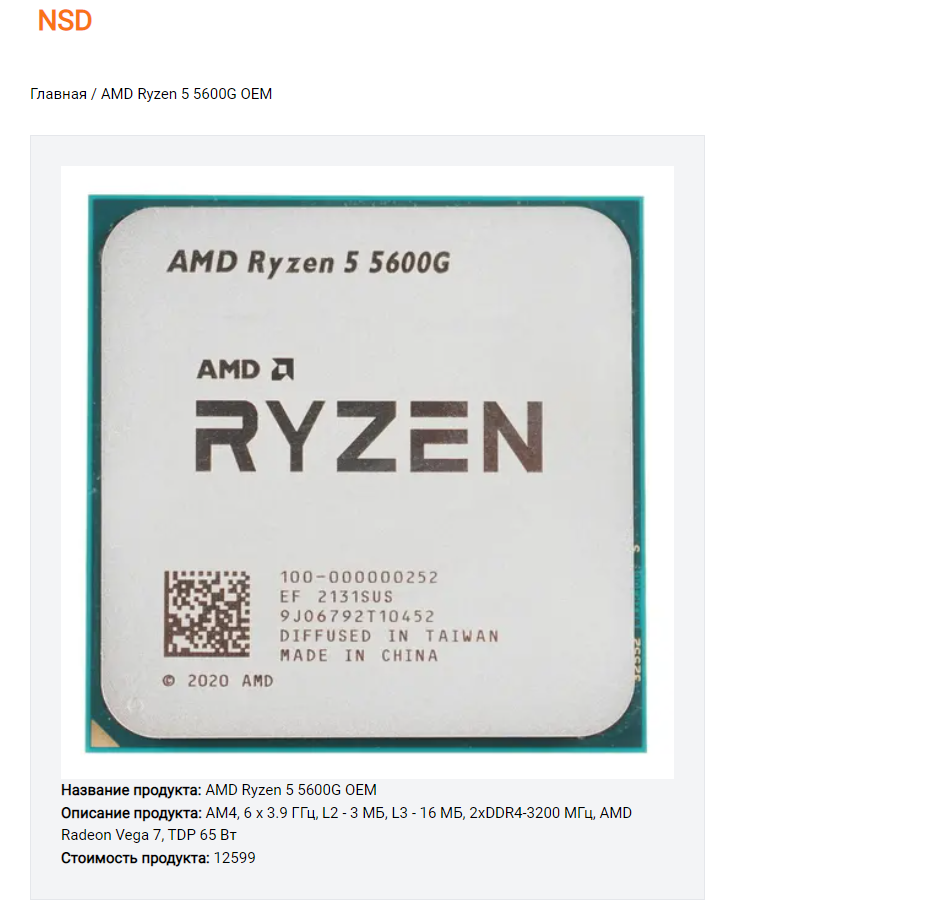 NSD
Главная / AMD Ryzen 5 5600G OEM
AMD Ryzen 5 5600G
AMD
RYZEN
100-000000252
EF 2131SUS
9J06792T10452
DIFFUSED IN TAIWAN
MADE IN CHINA
© 2020 AMD
Название продукта: AMD Ryzen 5 5600G OEM
Описание продукта: AM4, 6 x 3.9 ГГц, L2 - 3 МБ, L3 - 16 МБ, 2xDDR4-3200 МГц, AMD
Radeon Vega 7, TDP 65 Вт
Стоимость продукта: 12599